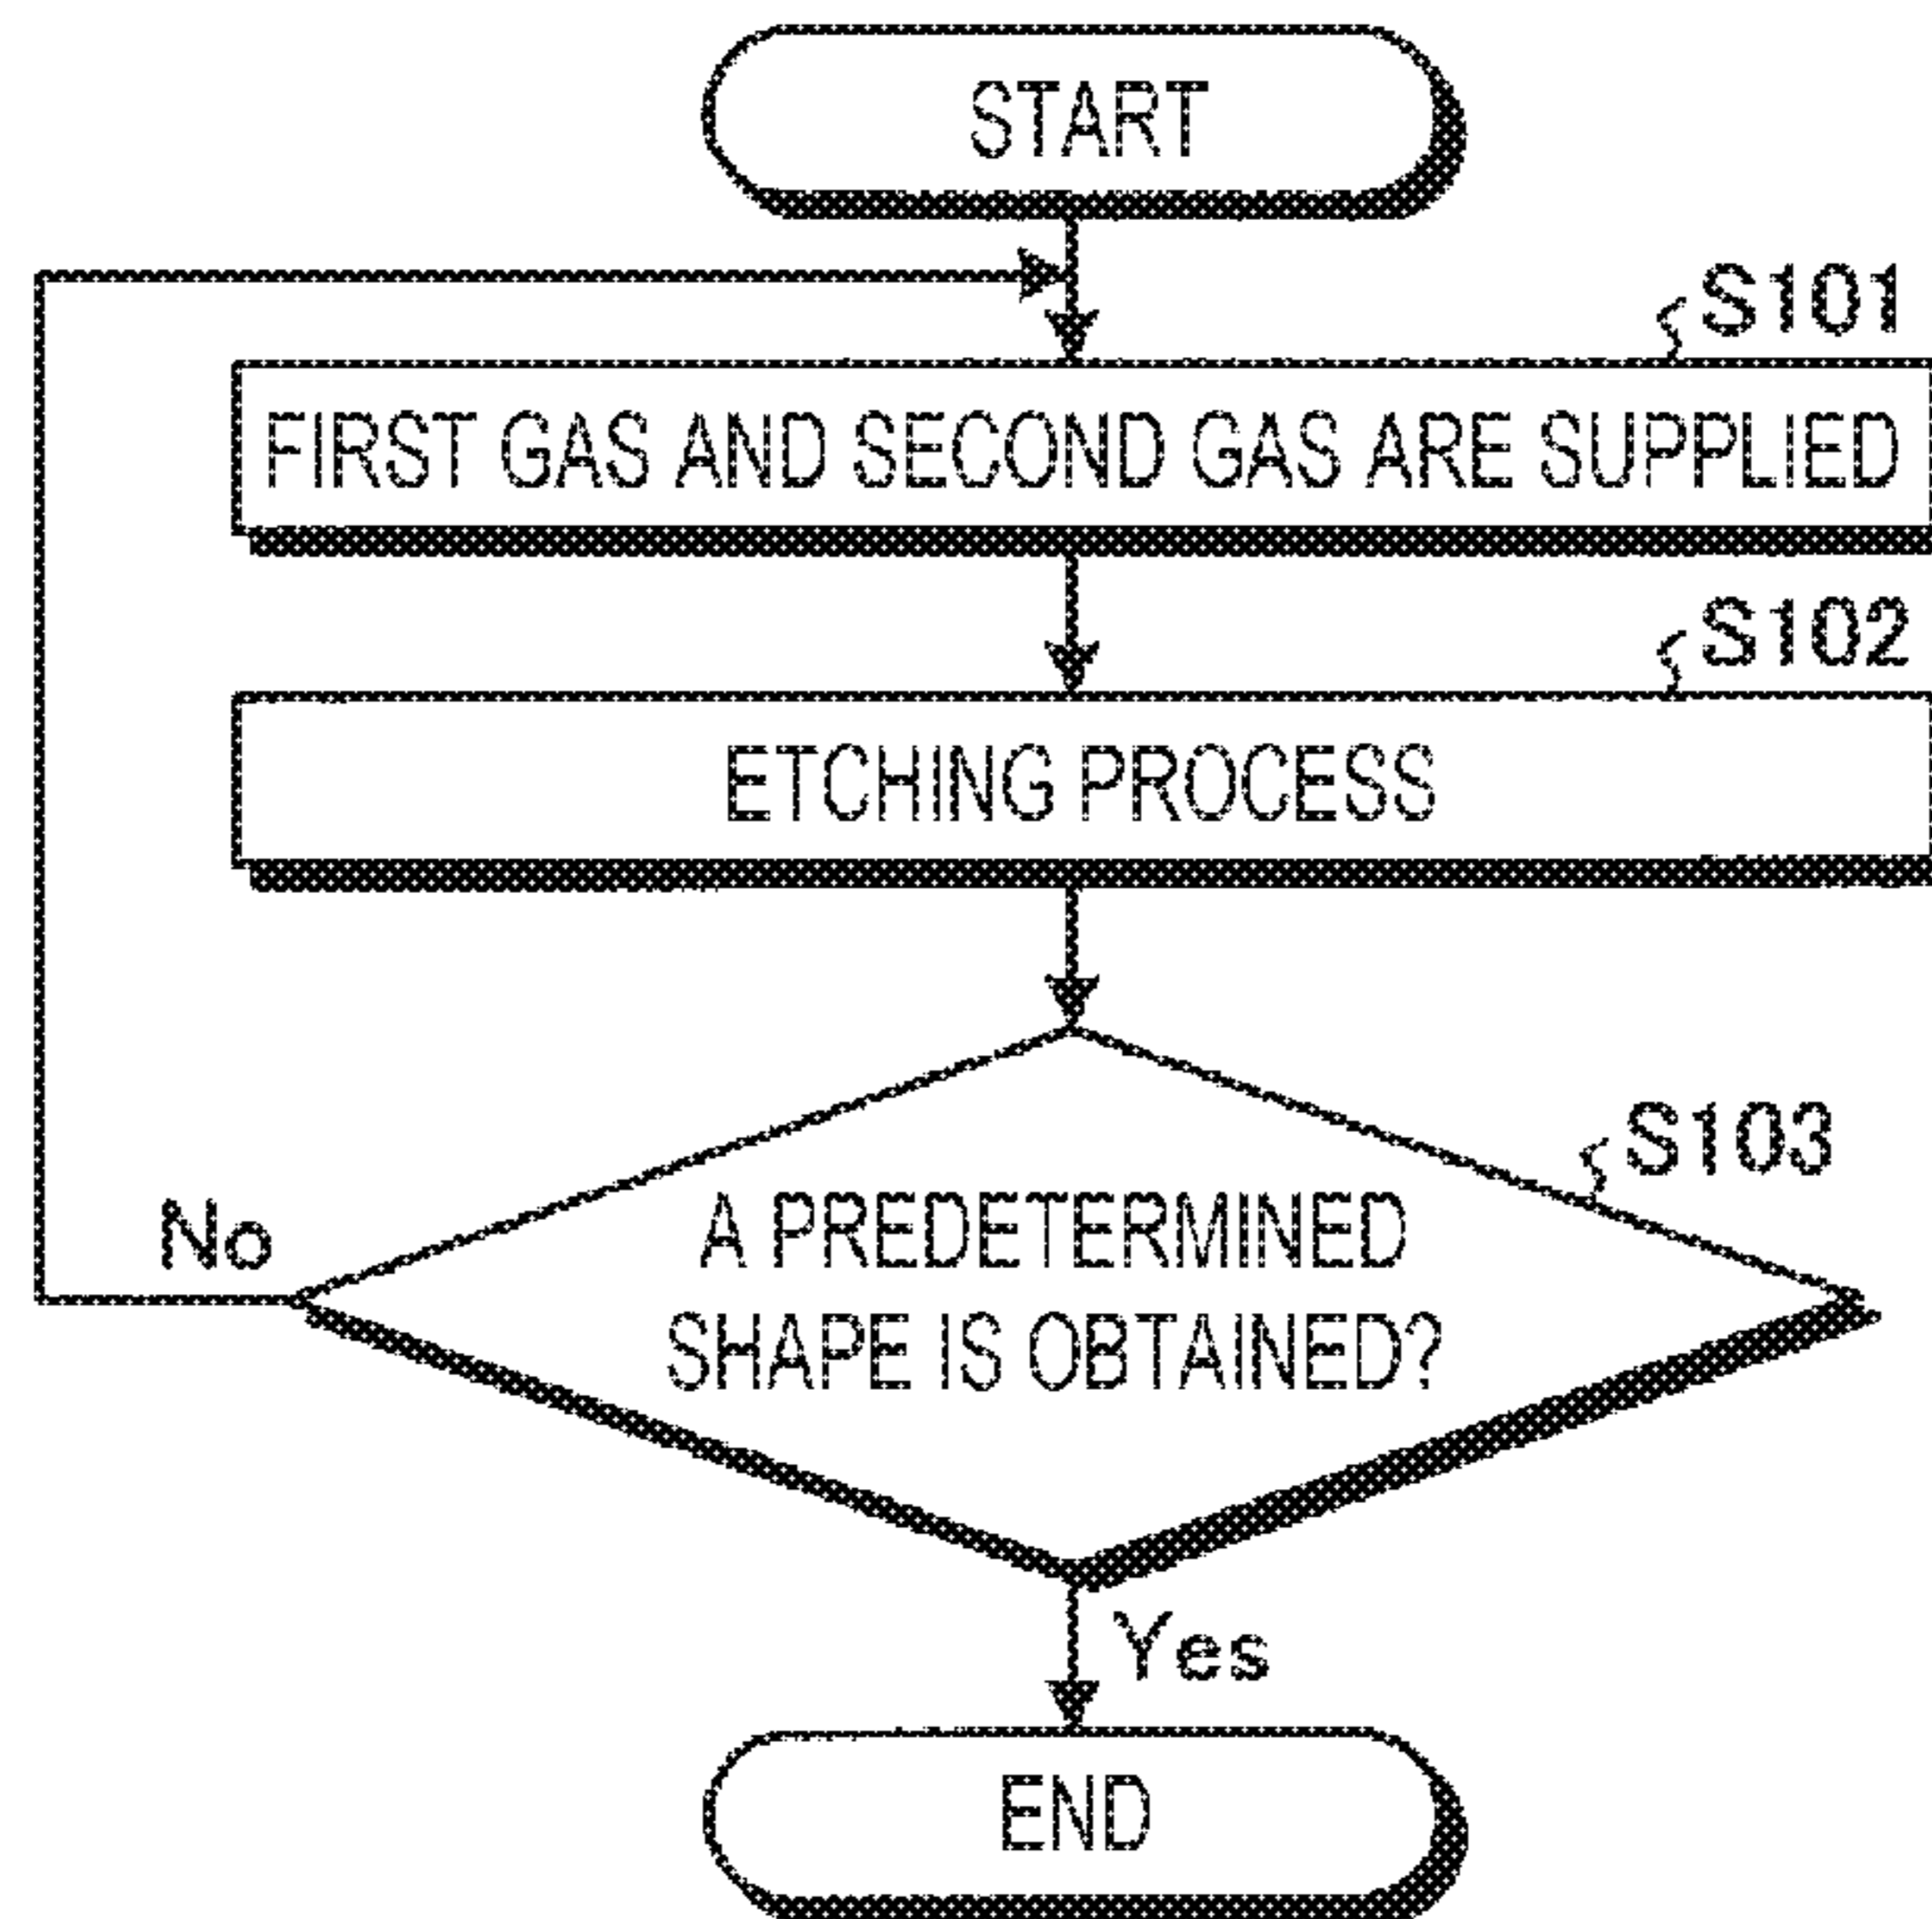 START
S101
FIRST GAS AND SECOND GAS ARE SUPPLIED
S102
ETCHING PROCESS
S103
A PREDETERMINED
SHAPE IS OBTAINED?
No
Yes
END